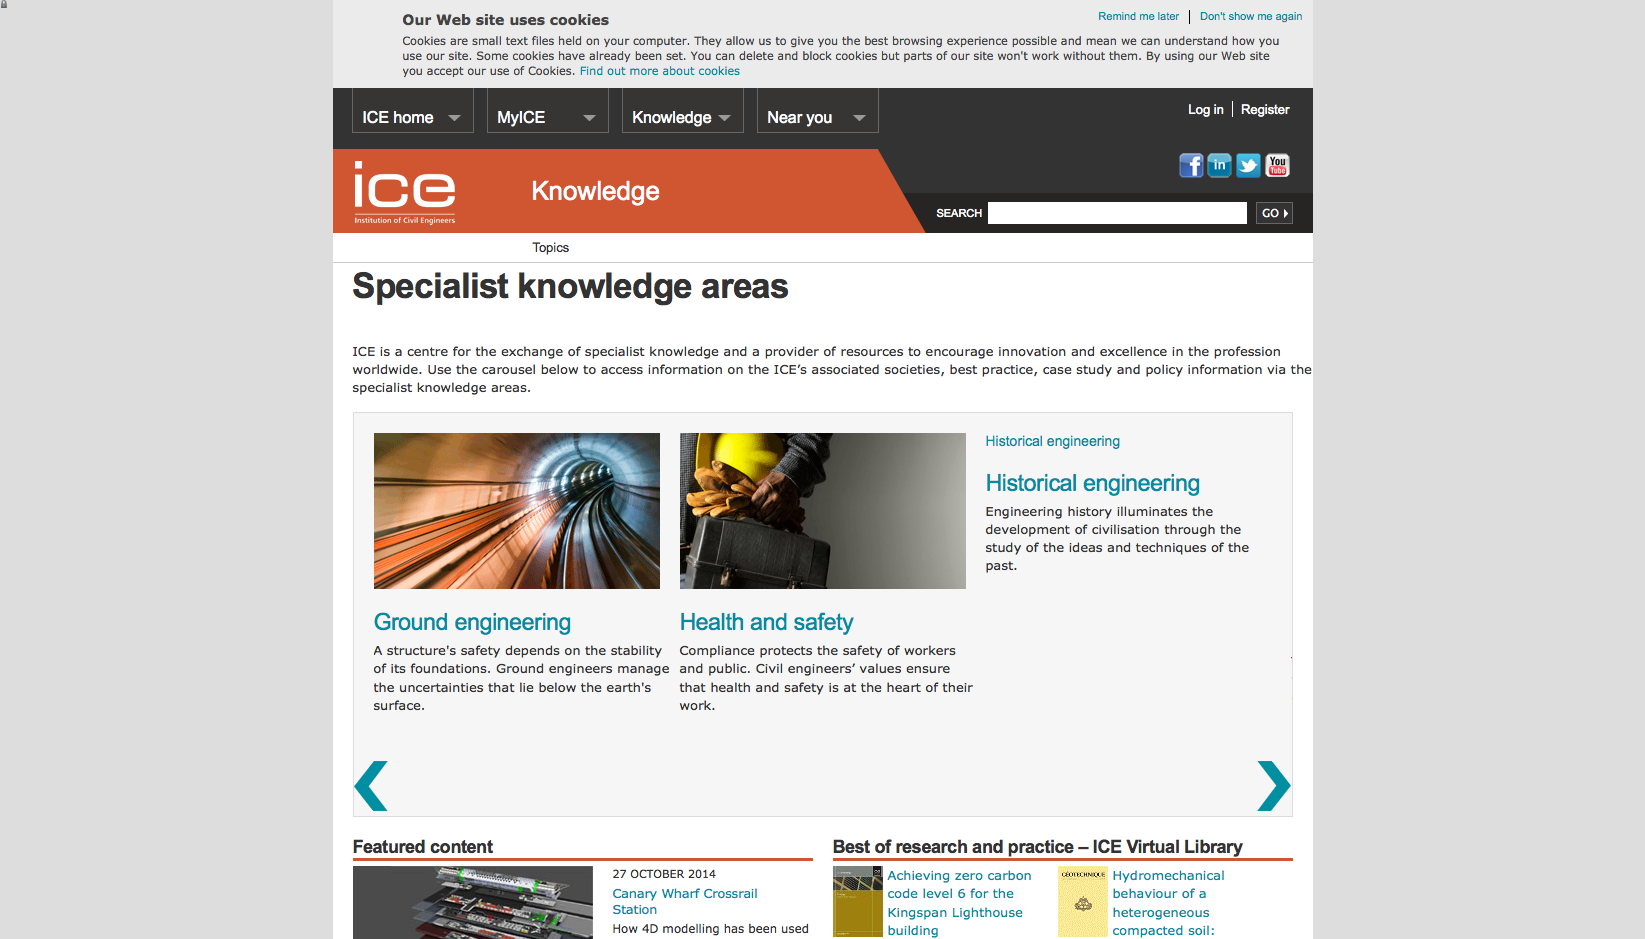 Our Web site uses cookies
Remind me later
Don't show me again
Cookies are small text files held on your computer. They allow us to give you the best browsing experience possible and mean we can understand how you
use our site. Some cookies have already been set. You can delete and block cookies but parts of our site won't work without them. By using our Web site
you accept our use of Cookies. Find out more about cookies
ICE home
MyICE
Knowledge
Near you
Log in
Register
ice
Institution of Civil Engineers
Knowledge
f
in
You
Tube
SEARCH
GO
Topics
Specialist knowledge areas
ICE is a centre for the exchange of specialist knowledge and a provider of resources to encourage innovation and excellence in the profession
worldwide. Use the carousel below to access information on the ICE’s associated societies, best practice, case study and policy information via the
specialist knowledge areas.
Ground engineering
A structure's safety depends on the stability
of its foundations. Ground engineers manage
the uncertainties that lie below the earth's
surface.
Health and safety
Compliance protects the safety of workers
and public. Civil engineers’ values ensure
that health and safety is at the heart of their
work.
Historical engineering
Historical engineering
Engineering history illuminates the
development of civilisation through the
study of the ideas and techniques of the
past.
Featured content
27 OCTOBER 2014
Canary Wharf Crossrail
Station
How 4D modelling has been used
Best of research and practice – ICE Virtual Library
Achieving zero carbon
code level 6 for the
Kingspan Lighthouse
building
GÉOTECHNIQUE
Hydromechanical
behaviour of a
heterogeneous
compacted soil: